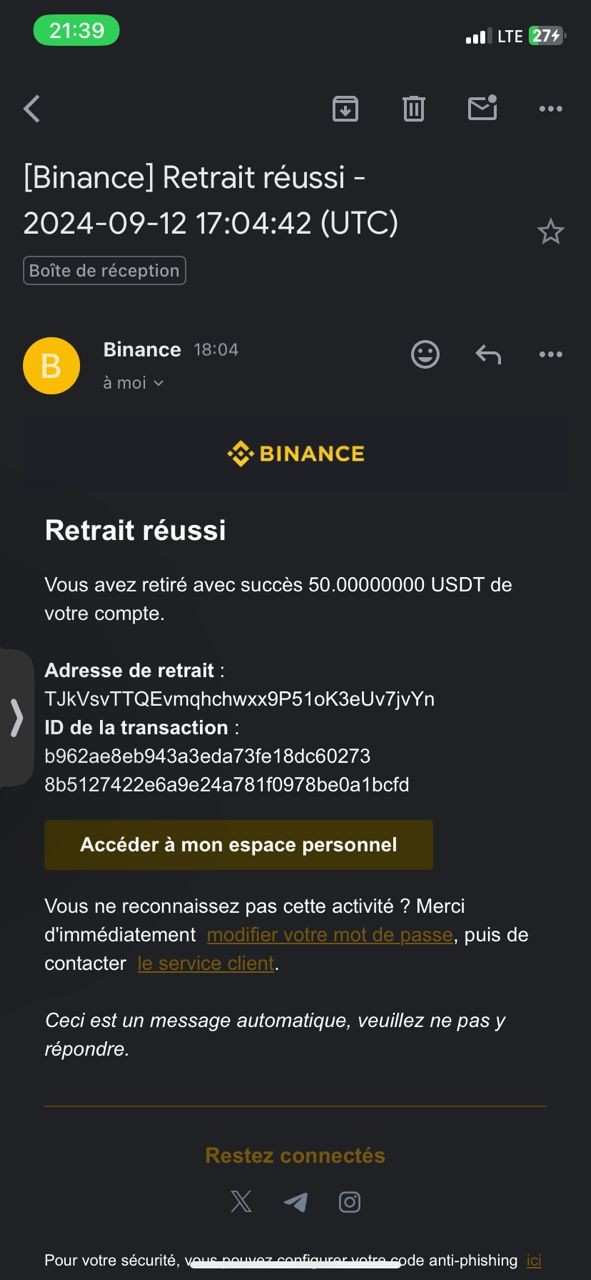 21:39
LTE 27
[Binance] Retrait réussi -
2024-09-12 17:04:42 (UTC)
Boîte de réception
B
Binance 18:04
à moi
BINANCE
Retrait réussi
Vous avez retiré avec succès 50.00000000 USDT de
votre compte.
Adresse de retrait :
TJkVsvTTQEvmqhchwxx9P51oK3eUv7jvYn
ID de la transaction :
b962ae8eb943a3eda73fe18dc60273
8b5127422e6a9e24a781f0978be0a1bcfd
Accéder à mon espace personnel
Vous ne reconnaissez pas cette activité ? Merci
d'immédiatement modifier votre mot de passe, puis de
contacter le service client.
Ceci est un message automatique, veuillez ne pas y
répondre.
Restez connectés
Pour votre sécurité, vous pouvez configurer votre code anti-phishing ici